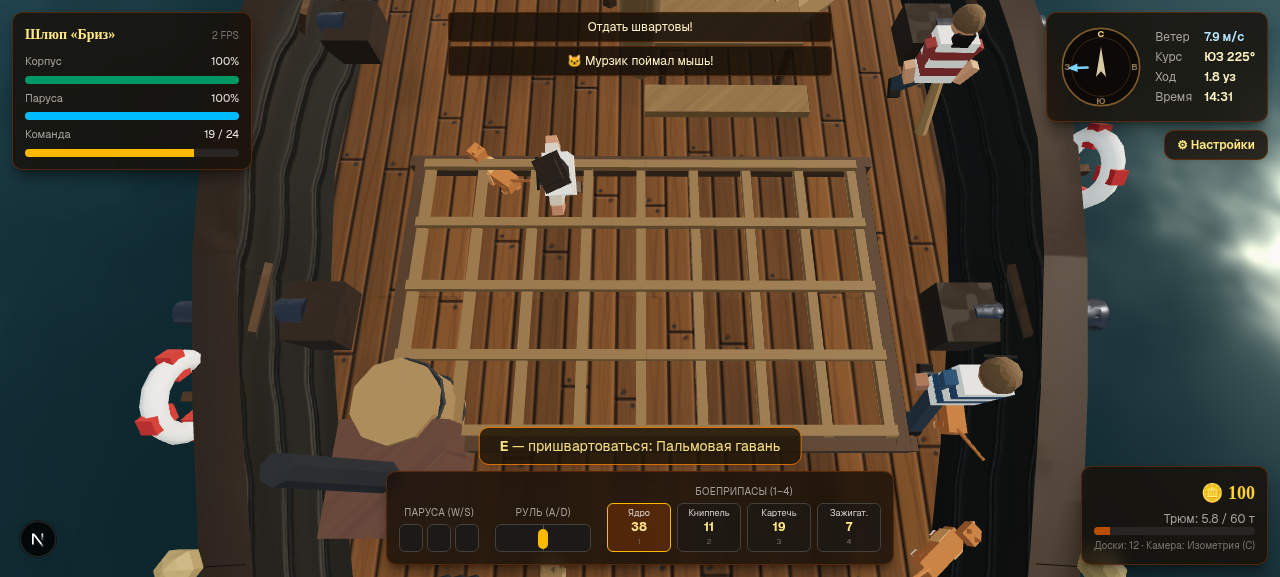 Шлюп «Бриз» 2 FPS
Корпус 100%
Паруса 100%
Команда 19 / 24
Отдать швартовы!
🐱 Мурзик поймал мышь!
С
З В
Ю
Ветер 7.9 м/с
Курс ЮЗ 225°
Ход 1.8 уз
Время 14:31
⚙ Настройки
E — пришвартоваться: Пальмовая гавань
ПАРУСА (W/S)
РУЛЬ (A/D)
БОЕПРИПАСЫ (1–4)
Ядро
38
1
Книппель
11
2
Картечь
19
3
Зажигат.
7
4
🪙 100
Трюм: 5.8 / 60 т
Доски: 12 · Камера: Изометрия (C)
N